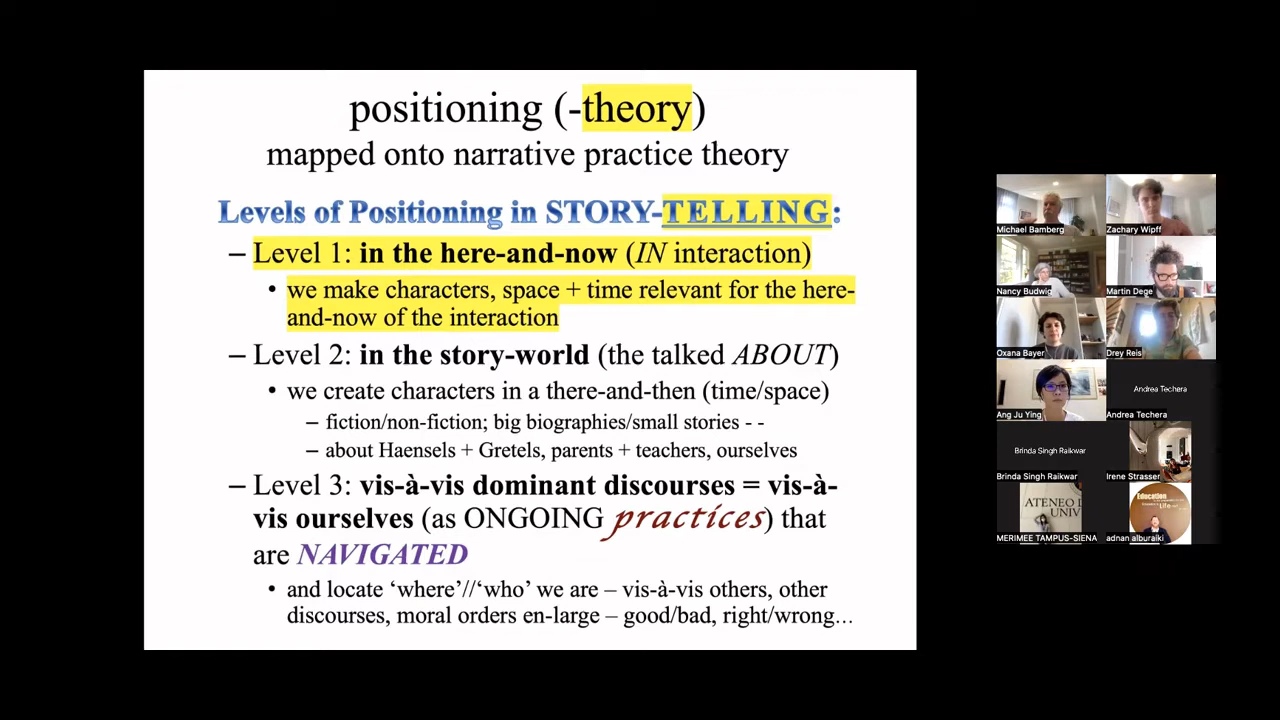 positioning (-theory)
mapped onto narrative practice theory
Levels of Positioning in STORY-TELLING:
– Level 1: in the here-and-now (IN interaction)
• we make characters, space + time relevant for the here-
and-now of the interaction
– Level 2: in the story-world (the talked ABOUT)
• we create characters in a there-and-then (time/space)
– fiction/non-fiction; big biographies/small stories - -
– about Haensels + Gretels, parents + teachers, ourselves
– Level 3: vis-à-vis dominant discourses = vis-à-
vis ourselves (as ONGOING practices) that
are NAVIGATED
• and locate ‘where’//‘who’ we are – vis-à-vis others, other
discourses, moral orders en-large – good/bad, right/wrong…
Michael Bamberg
Zachary Wipff
Nancy Budwig
Martin Dege
Oxana Bayer
Drey Reis
Ang Ju Ying
Andrea Techera
Andrea Techera
Brinda Singh Raikwar
Brinda Singh Raikwar
Irene Strasser
ATENEO D
UNIV
MERIMEE TAMPUS-SIENA
Education
Life
adnan alburaiki